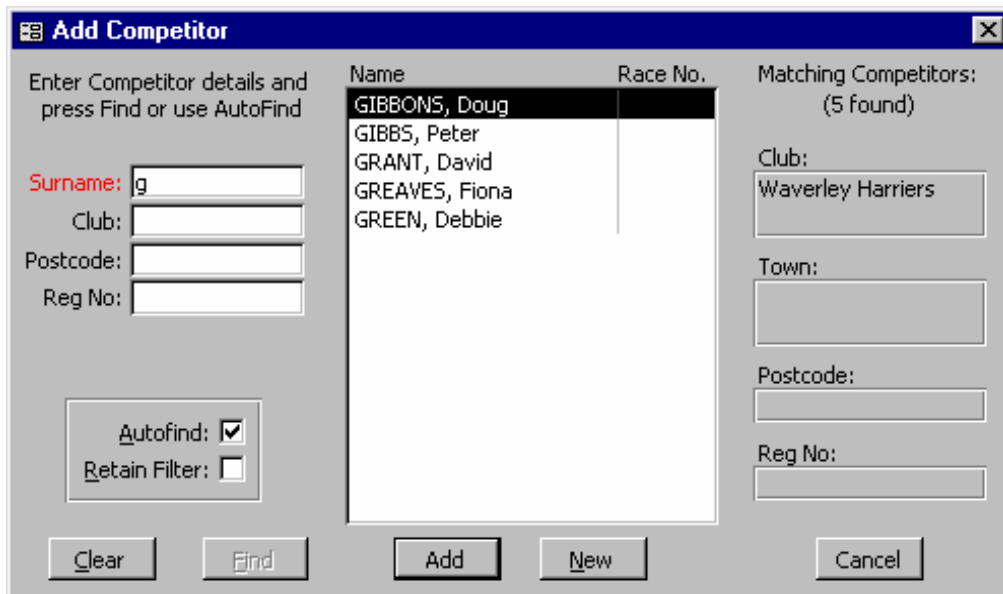 Add Competitor
Enter Competitor details and
press Find or use AutoFind
Surname: g
Club:
Postcode:
Reg No:
Autofind:
Retain Filter:
Clear
Find
Name Race No.
GIBBONS, Doug
GIBBS, Peter
GRANT, David
GREAVES, Fiona
GREEN, Debbie
Add
New
Matching Competitors:
(5 found)
Club:
Waverley Harriers
Town:
Postcode:
Reg No:
Cancel